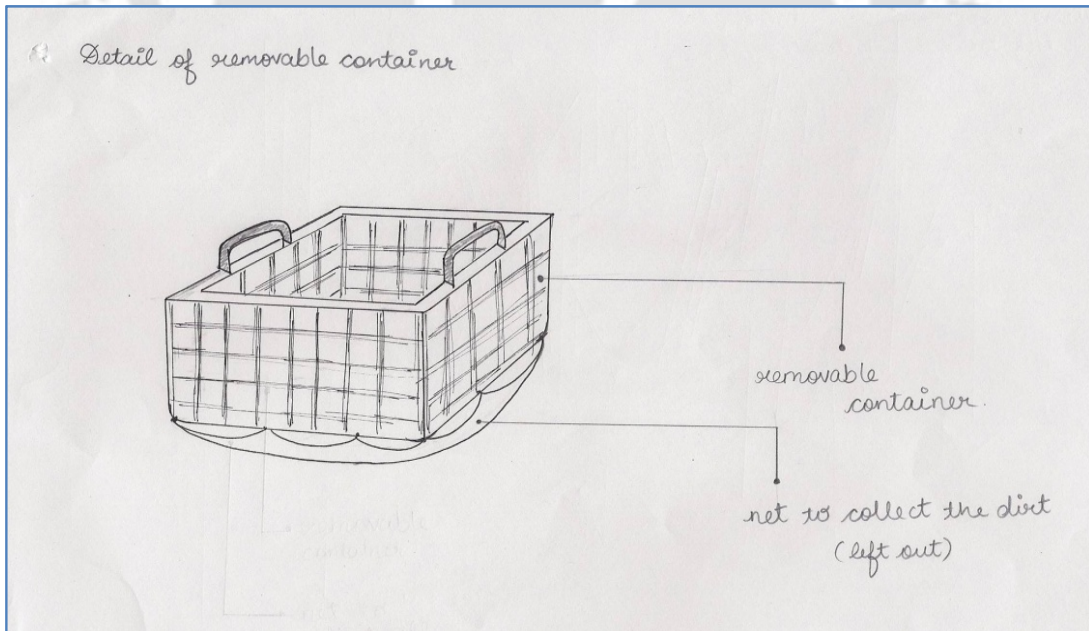 Detail of removable container
removable
container.
net to collect the dirt
(left out)